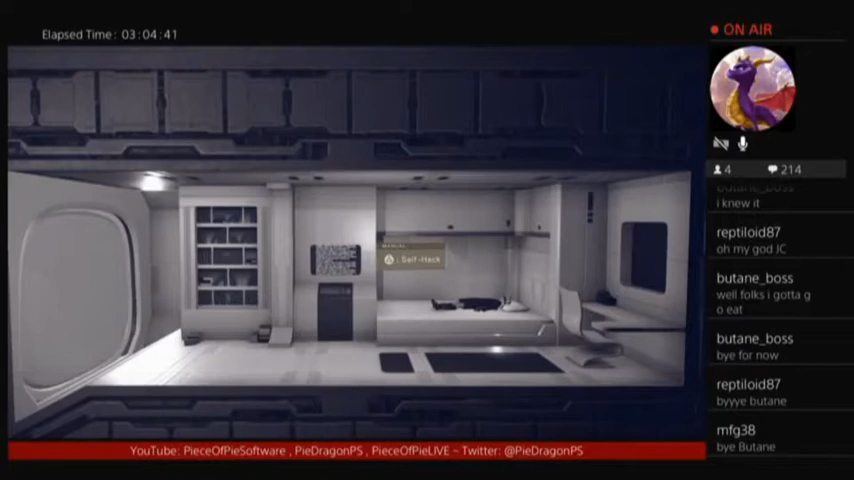 Elapsed Time : 03:04:41
ON AIR
4
214
butane_boss
i knew it
reptiloid87
oh my god JC
butane_boss
well folks i gotta g
o eat
butane_boss
bye for now
reptiloid87
byyye butane
mfg38
bye Butane
MANUAL
: Self-Hack
YouTube: PieceOfPieSoftware , PieDragonPS , PieceOfPieLIVE ~ Twitter: @PieDragonPS